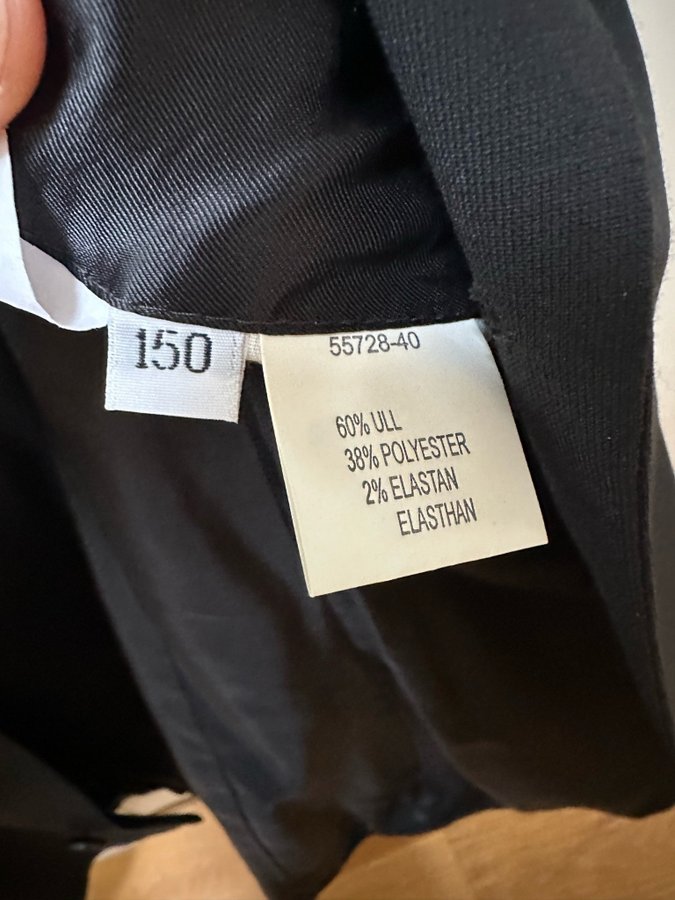 150
55728-40
60% ULL
38% POLYESTER
2% ELASTAN
ELASTHAN